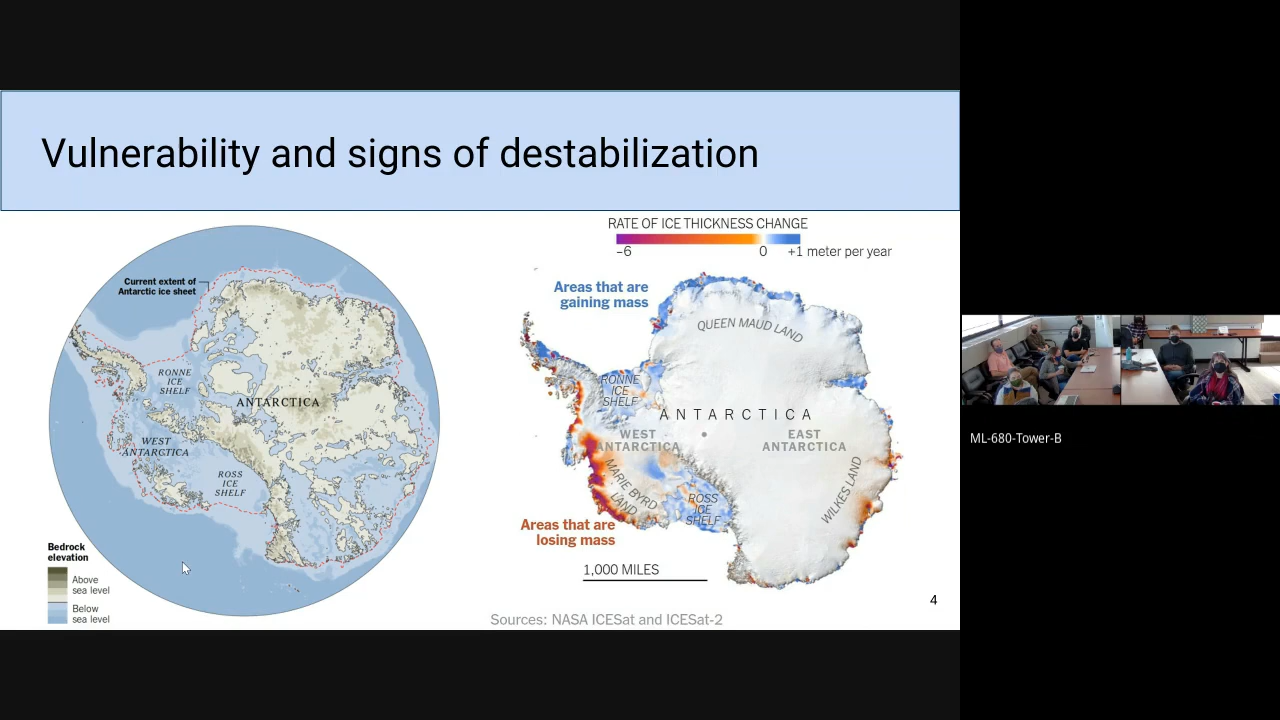 Vulnerability and signs of destabilization
Current extent of
Antarctic ice sheet
RONNE
ICE
SHELF
ANTARCTICA
WEST
ANTARCTICA
ROSS
ICE
SHELF
Bedrock
elevation
Above
sea level
Below
sea level
RATE OF ICE THICKNESS CHANGE
–6
0
+1 meter per year
Areas that are
gaining mass
QUEEN MAUD LAND
RONNE
ICE
SHELF
ANTARCTICA
WEST
ANTARCTICA
EAST
ANTARCTICA
MARIE BYRD
LAND
ROSS
ICE
SHELF
WILKES LAND
Areas that are
losing mass
1,000 MILES
4
Sources: NASA ICESat and ICESat-2
ML-680-Tower-B